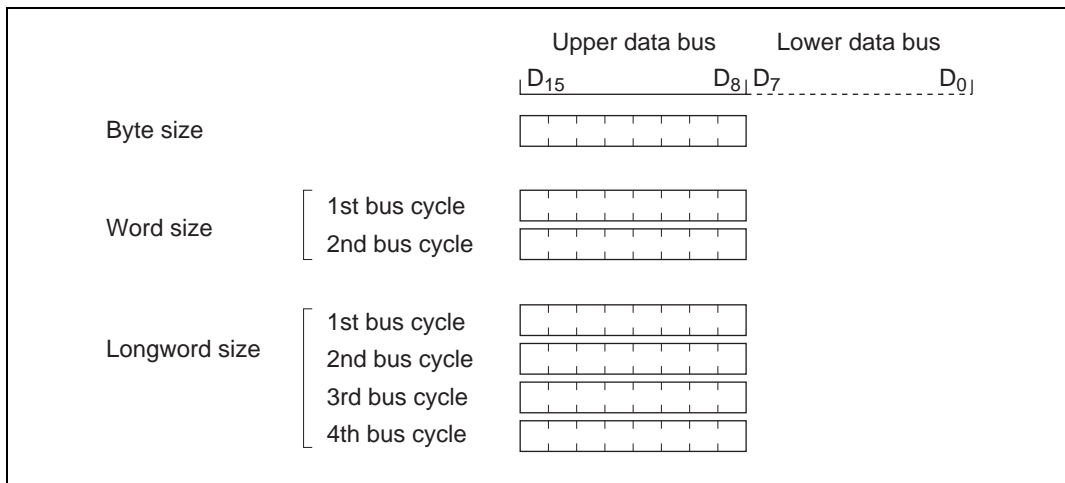 Upper data bus Lower data bus
D15 D8 D7 D0
Byte size
Word size
1st bus cycle
2nd bus cycle
Longword size
1st bus cycle
2nd bus cycle
3rd bus cycle
4th bus cycle